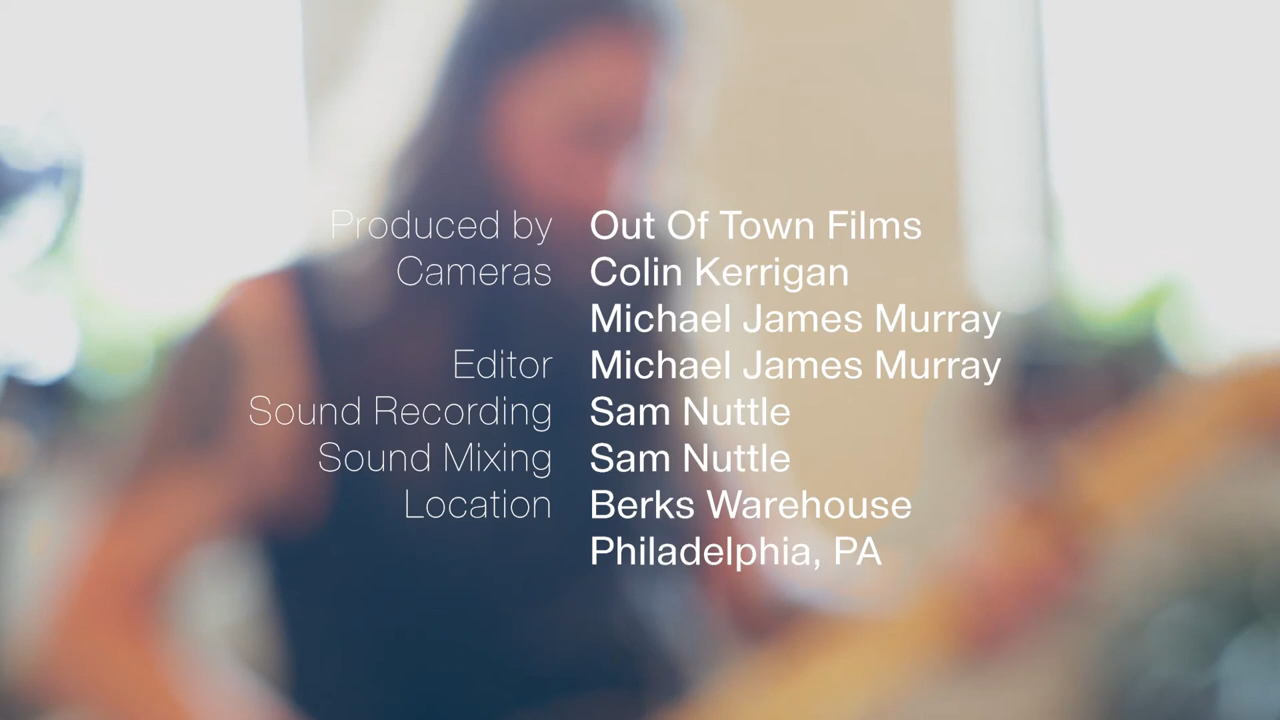 Produced by Out Of Town Films
Cameras Colin Kerrigan
Michael James Murray
Editor Michael James Murray
Sound Recording Sam Nuttle
Sound Mixing Sam Nuttle
Location Berks Warehouse
Philadelphia, PA